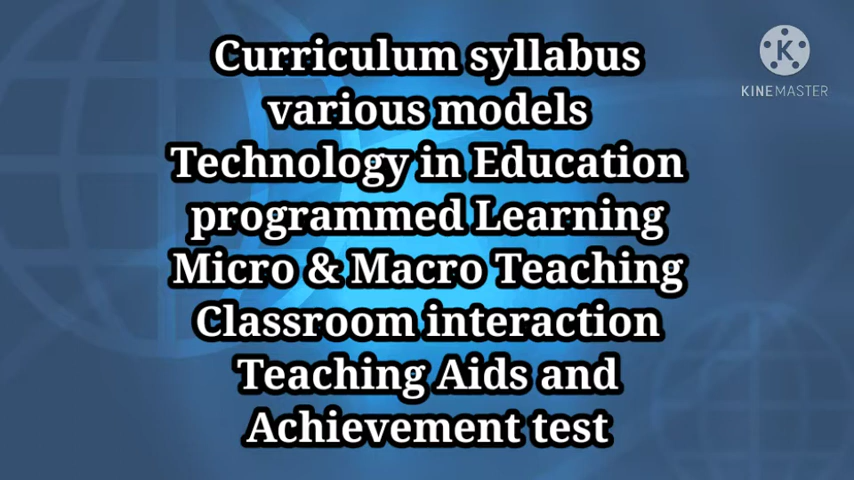 Curriculum syllabus
various models
Technology in Education
programmed Learning
Micro & Macro Teaching
Classroom interaction
Teaching Aids and
Achievement test
K
KINEMASTER